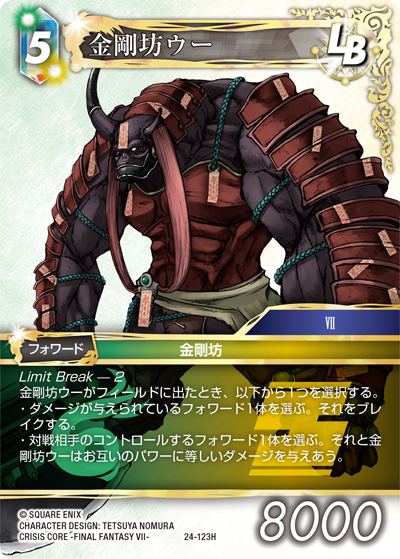 5
金剛坊ウー
LB
VII
フォワード
金剛坊
Limit Break — 2
金剛坊ウーがフィールドに出たとき、以下から1つを選択する。
・ダメージが与えられているフォワード1体を選ぶ。それをブレ
イクする。
・対戦相手のコントロールするフォワード1体を選ぶ。それと金
剛坊ウーはお互いのパワーに等しいダメージを与えあう。
© SQUARE ENIX
CHARACTER DESIGN: TETSUYA NOMURA
CRISIS CORE -FINAL FANTASY VII-
24-123H
8000